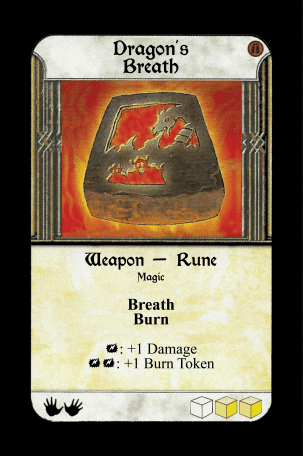 Dragon's
Breath
Weapon — Rune
Magic
Breath
Burn
: +1 Damage
: +1 Burn Token